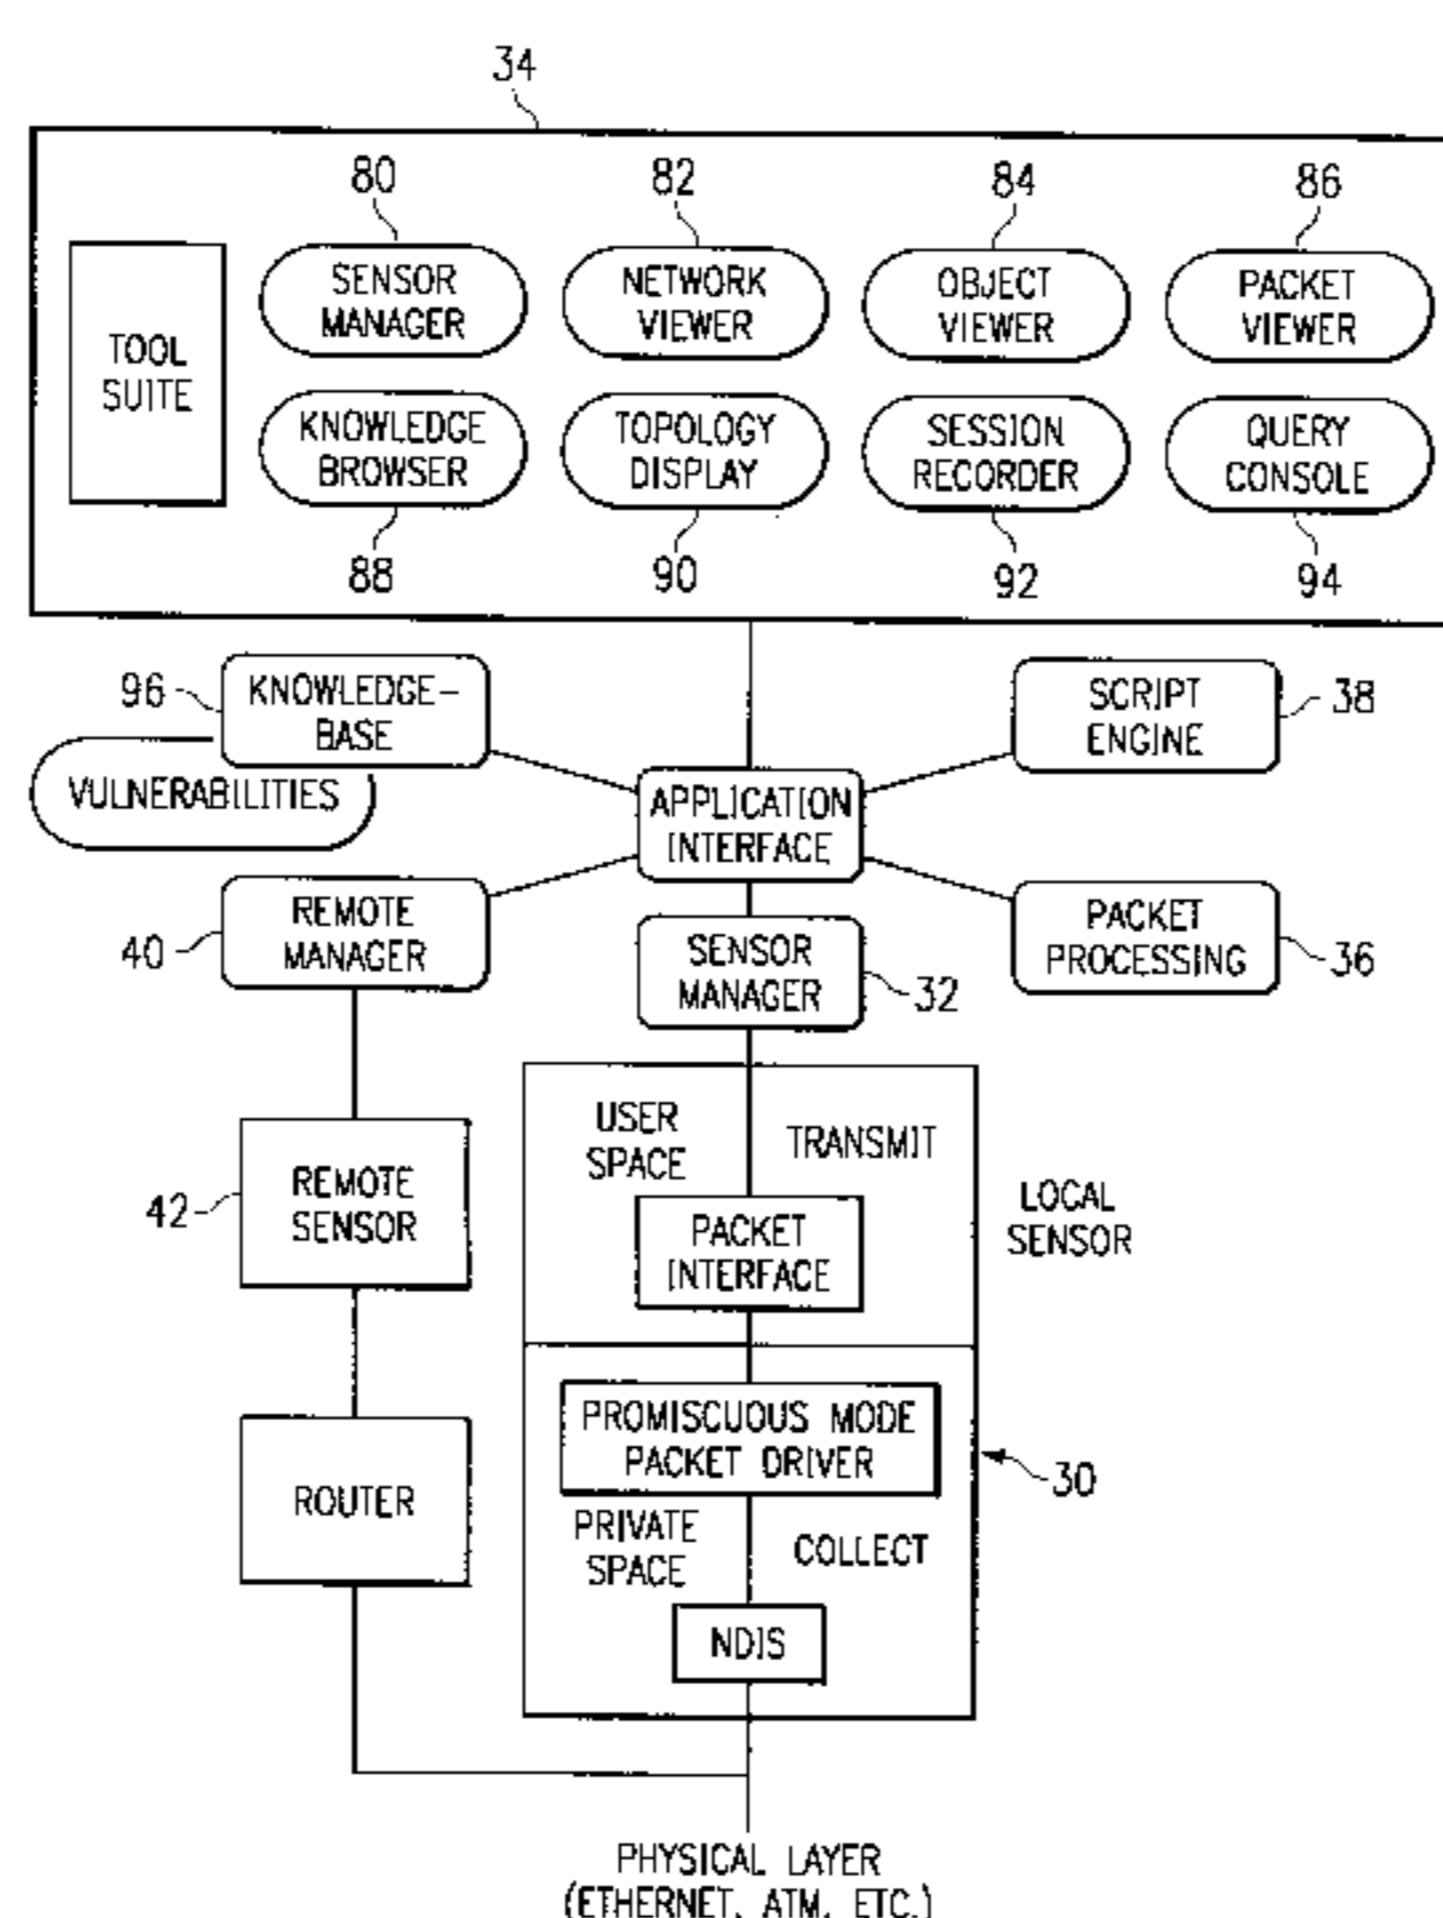 34
80
82
84
86
TOOL
SUITE
SENSOR
MANAGER
NETWORK
VIEWER
OBJECT
VIEWER
PACKET
VIEWER
KNOWLEDGE
BROWSER
TOPOLOGY
DISPLAY
SESSION
RECORDER
QUERY
CONSOLE
88
90
92
94
96
KNOWLEDGE-
BASE
VULNERABILITIES
SCRIPT
ENGINE
38
APPLICATION
INTERFACE
40
REMOTE
MANAGER
SENSOR
MANAGER
32
PACKET
PROCESSING
36
42
REMOTE
SENSOR
USER
SPACE
TRANSMIT
PACKET
INTERFACE
LOCAL
SENSOR
ROUTER
PROMISCUOUS MODE
PACKET DRIVER
30
PRIVATE
SPACE
COLLECT
NDIS
PHYSICAL LAYER
(ETHERNET, ATM, ETC.)